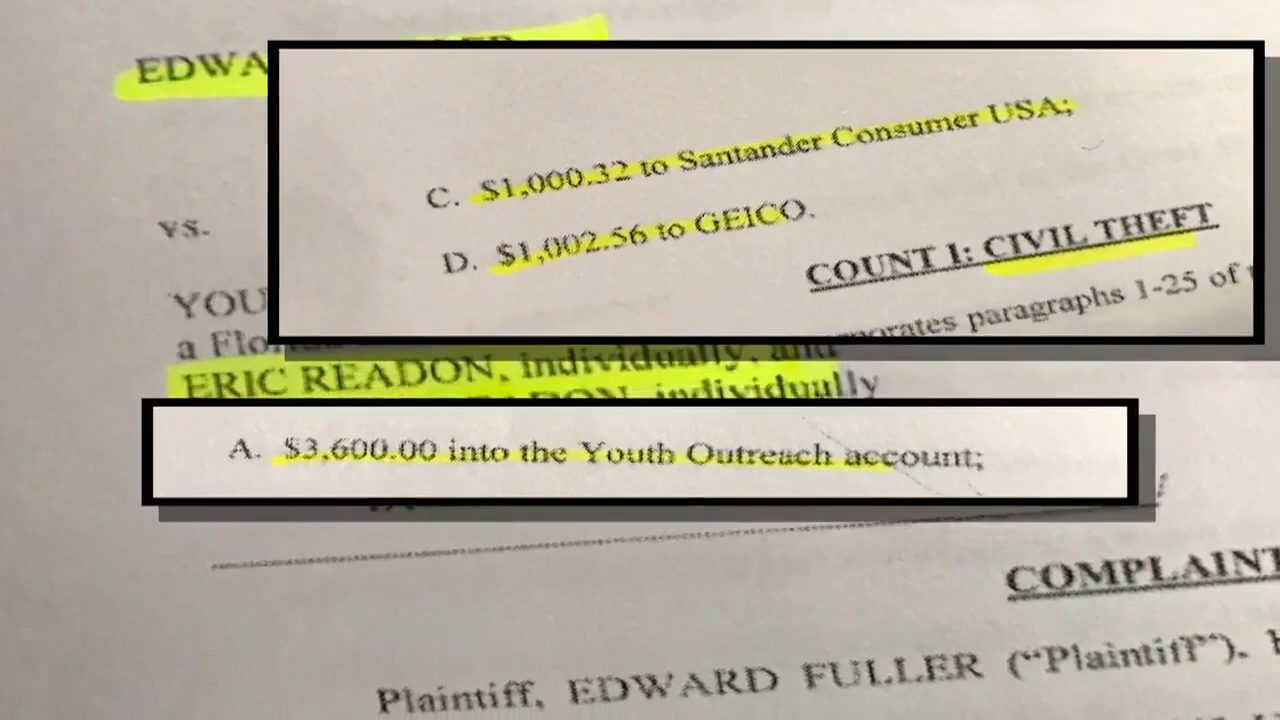 EDWA
C. $1,000.32 to Santander Consumer USA;
D. $1,002.56 to GEICO.
COUNT I: CIVIL THEFT
paragraphs 1-25 of
vs.
YOU
a
ERIC READON, individually, and
individually
A. $3,600.00 into the Youth Outreach account;
COMPLAINT
Plaintiff, EDWARD FULLER ("Plaintiff"),